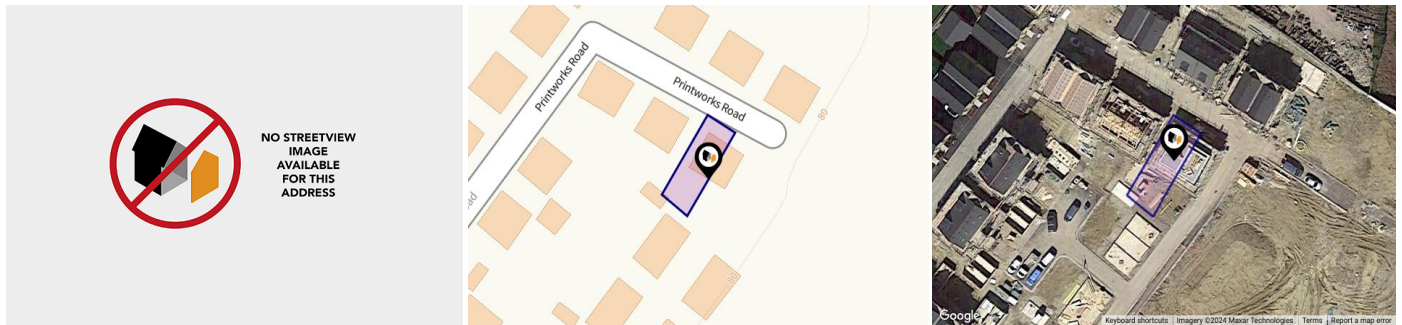 NO STREETVIEW
IMAGE
AVAILABLE
FOR THIS
ADDRESS
Printworks Road
Printworks Road
ad
80
80
Google
Keyboard shortcuts
Imagery ©2024 Maxar Technologies
Terms
Report a map error